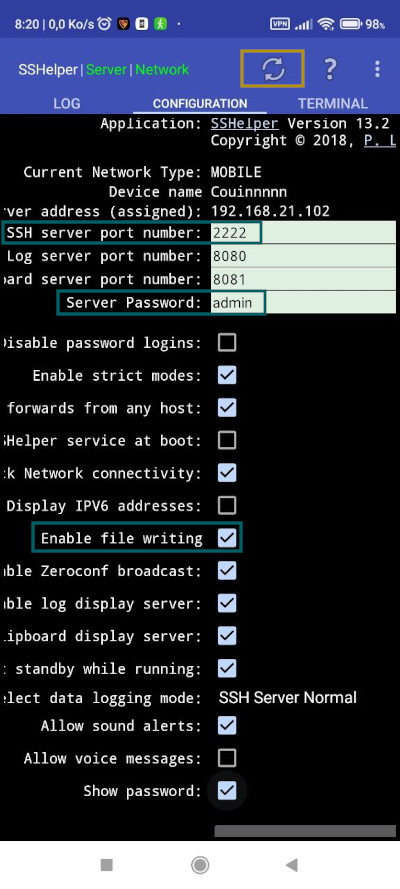 8:20 | 0,0 Ko/s VPN 98%
SSHelper | Server | Network
LOG CONFIGURATION TERMINAL
Application: SSHelper Version 13.2
Copyright © 2018, P. L
Current Network Type: MOBILE
Device name Couinnnnn
rver address (assigned): 192.168.21.102
SSH server port number: 2222
Log server port number: 8080
oard server port number: 8081
Server Password: admin
Disable password logins:
Enable strict modes:
forwards from any host:
SHelper service at boot:
ck Network connectivity:
Display IPV6 addresses:
Enable file writing
able Zeroconf broadcast:
able log display server:
lipboard display server:
t standby while running:
elect data logging mode: SSH Server Normal
Allow sound alerts:
Allow voice messages:
Show password: